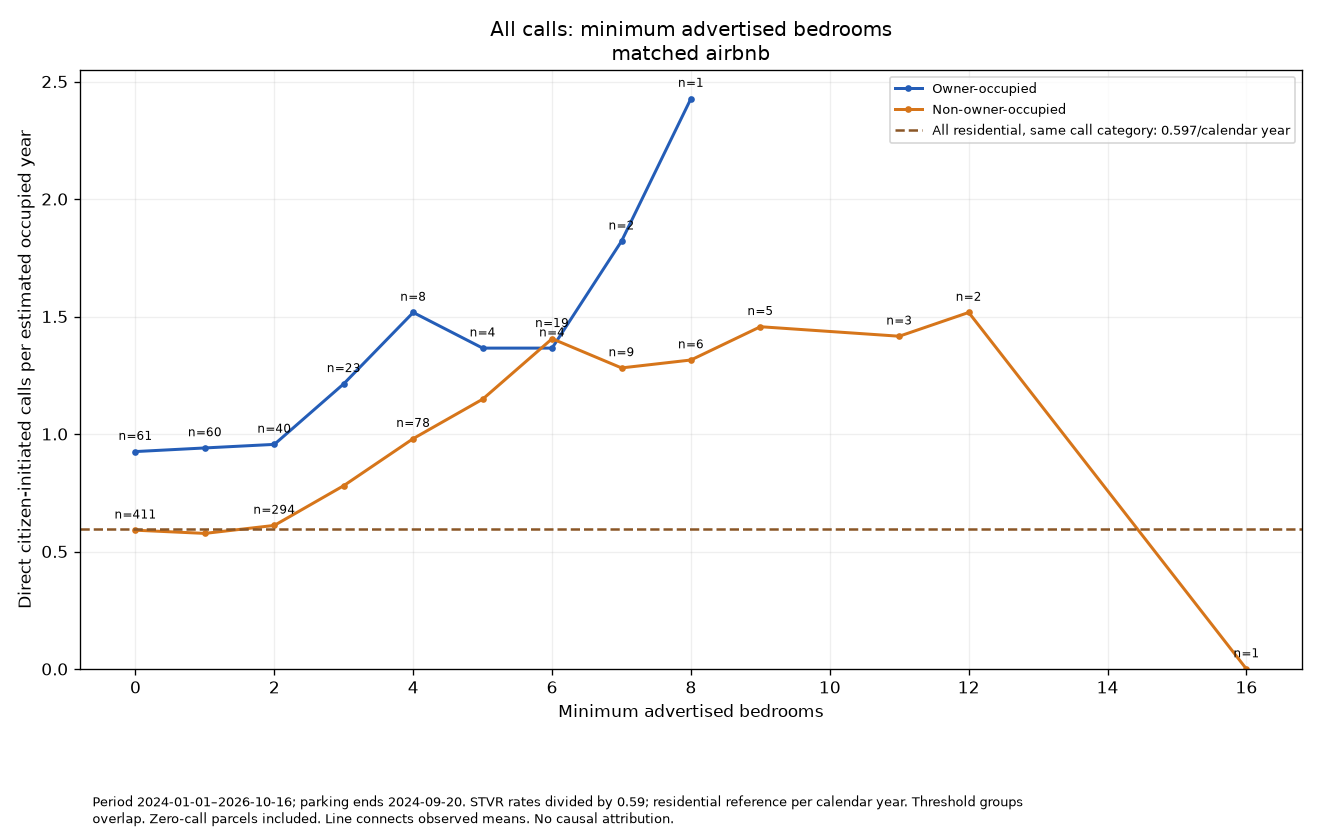 All calls: minimum advertised bedrooms
matched airbnb
Direct citizen-initiated calls per estimated occupied year
2.5
2.0
1.5
1.0
0.5
0.0
0
2
4
6
8
10
12
14
16
Minimum advertised bedrooms
Owner-occupied
Non-owner-occupied
All residential, same call category: 0.597/calendar year
n=61
n=60
n=40
n=23
n=8
n=4
n=4
n=2
n=1
n=411
n=294
n=78
n=19
n=9
n=6
n=5
n=3
n=2
n=1
Period 2024-01-01–2026-10-16; parking ends 2024-09-20. STVR rates divided by 0.59; residential reference per calendar year. Threshold groups
overlap. Zero-call parcels included. Line connects observed means. No causal attribution.